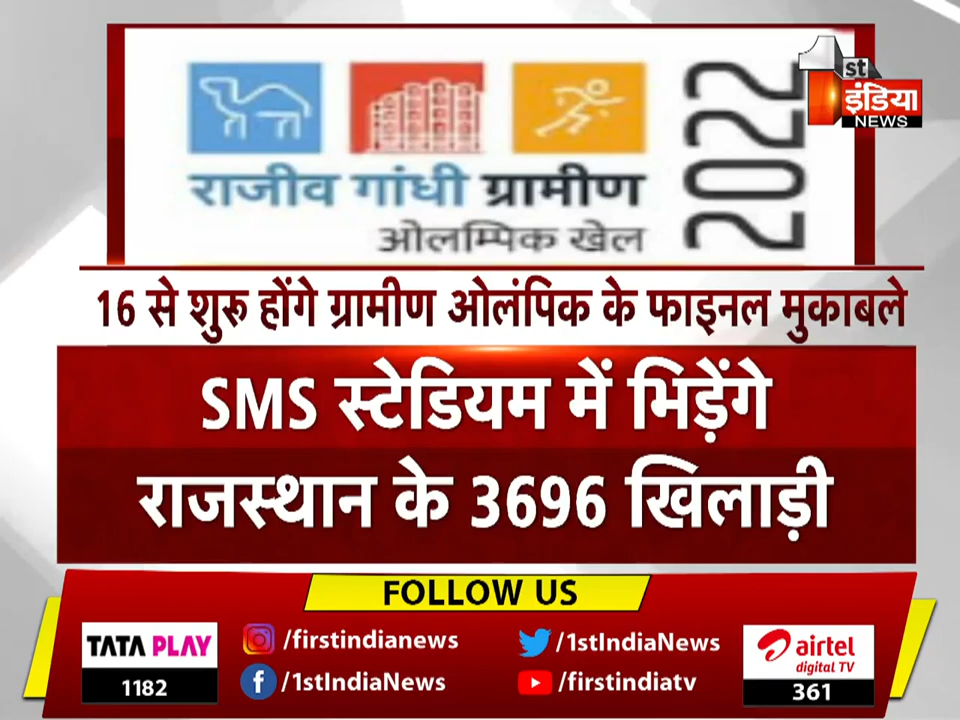 1st
इंडिया
NEWS
राजीव गांधी ग्रामीण
ओलम्पिक खेल
2022
16 से शुरू होंगे ग्रामीण ओलंपिक के फाइनल मुकाबले
SMS स्टेडियम में भिड़ेंगे
राजस्थान के 3696 खिलाड़ी
FOLLOW US
TATA PLAY
1182
/firstindianews
/1stIndiaNews
/1stIndiaNews
/firstindiatv
airtel
digital TV
361